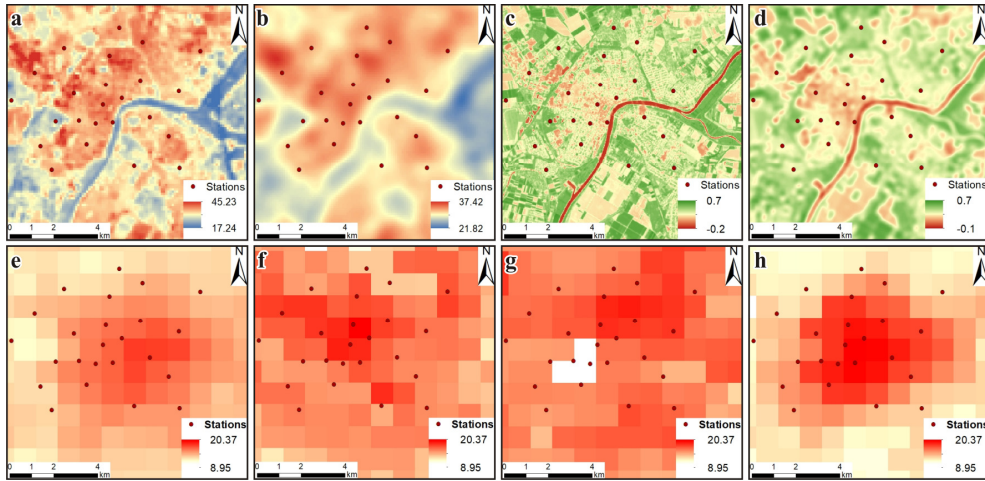 a
N
Stations
45.23
17.24
0 1 2 4
km
b
N
Stations
37.42
21.82
0 1 2 4
km
c
N
Stations
0.7
-0.2
0 1 2 4
km
d
N
Stations
0.7
-0.1
0 1 2 4
km
e
N
Stations
20.37
8.95
0 1 2 4
km
f
N
Stations
20.37
8.95
0 1 2 4
km
g
N
Stations
20.37
8.95
0 1 2 4
km
h
N
Stations
20.37
8.95
0 1 2 4
km